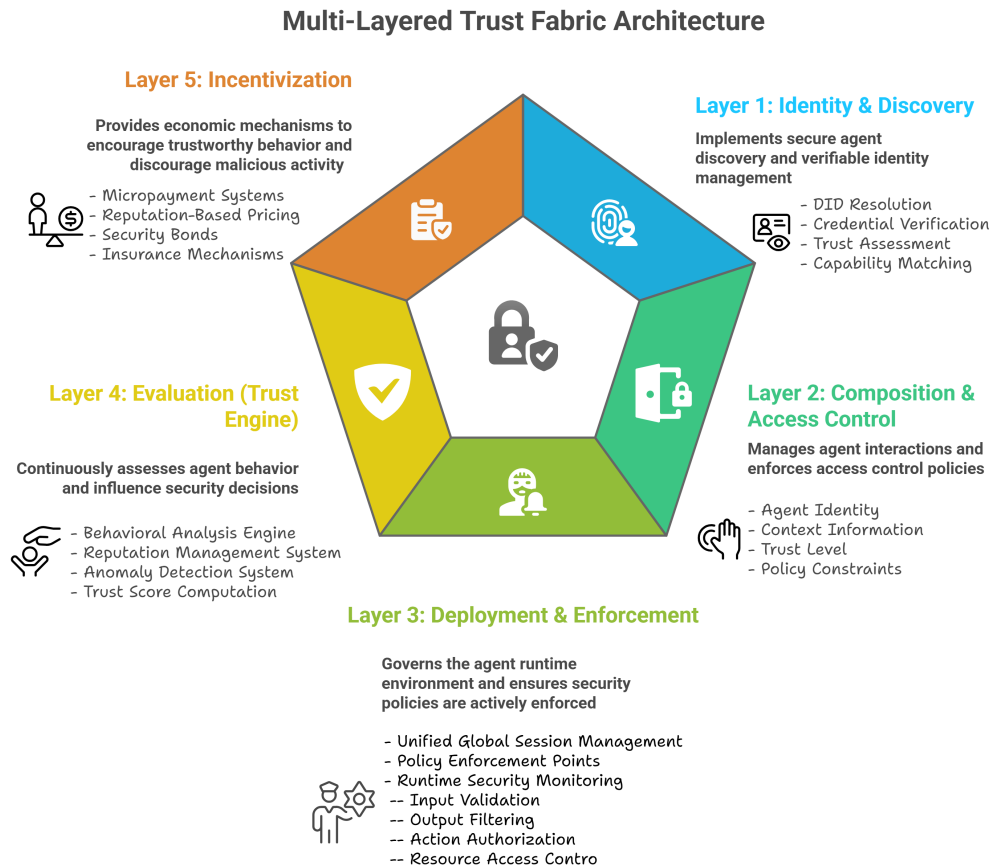 Multi-Layered Trust Fabric Architecture
Layer 5: Incentivization
Provides economic mechanisms to
encourage trustworthy behavior and
discourage malicious activity
- Micropayment Systems
- Reputation-Based Pricing
- Security Bonds
- Insurance Mechanisms
Layer 1: Identity & Discovery
Implements secure agent
discovery and verifiable identity
management
- DID Resolution
- Credential Verification
- Trust Assessment
- Capability Matching
Layer 4: Evaluation (Trust
Engine)
Continuously assesses agent behavior
and influence security decisions
- Behavioral Analysis Engine
- Reputation Management System
- Anomaly Detection System
- Trust Score Computation
Layer 2: Composition &
Access Control
Manages agent interactions and
enforces access control policies
- Agent Identity
- Context Information
- Trust Level
- Policy Constraints
Layer 3: Deployment & Enforcement
Governs the agent runtime
environment and ensures security
policies are actively enforced
- Unified Global Session Management
- Policy Enforcement Points
- Runtime Security Monitoring
-- Input Validation
-- Output Filtering
-- Action Authorization
-- Resource Access Contro